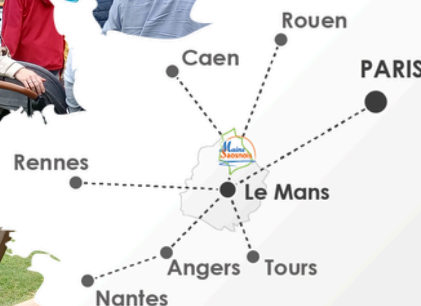 Rouen
Caen
PARIS
Maine
Saosnois
Rennes
Le Mans
Angers
Tours
Nantes